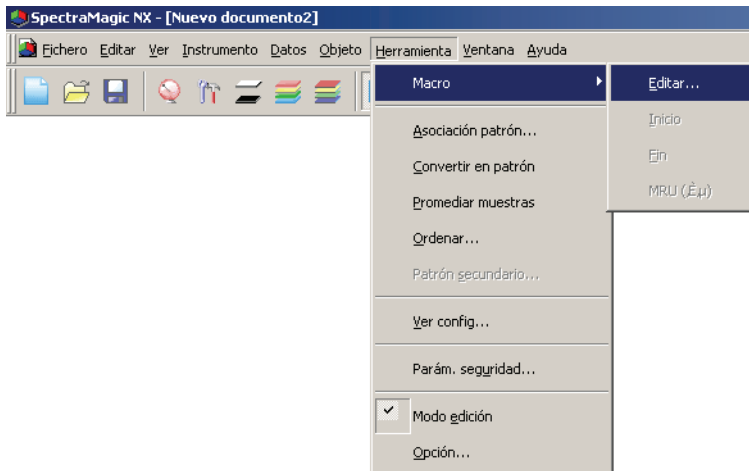 SpectraMagic NX - [Nuevo documento2]
Fichero Editar Ver Instrumento Datos Objeto Herramienta Ventana Ayuda
Macro
Editar...
Inicio
Fin
MRU (,Èµ)
Asociación patrón...
Convertir en patrón
Promediar muestras
Ordenar...
Patrón secundario...
Ver config...
Parám. seguridad...
Modo edición
Opción...